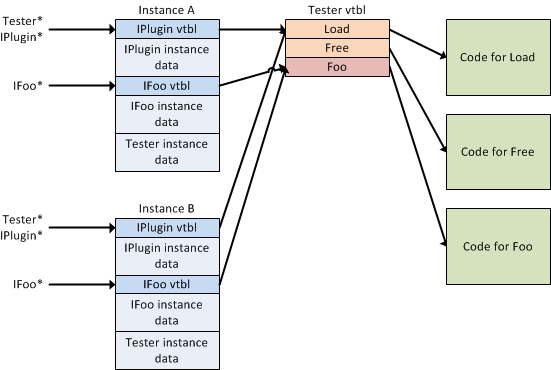 Instance A
Tester vtbl
Tester*
IPlugin*
IPlugin vtbl
Load
IPlugin instance
data
Free
Foo
Code for Load
IFoo*
IFoo vtbl
IFoo instance
data
Tester instance
data
Code for Free
Instance B
Tester*
IPlugin*
IPlugin vtbl
IPlugin instance
data
Code for Foo
IFoo*
IFoo vtbl
IFoo instance
data
Tester instance
data